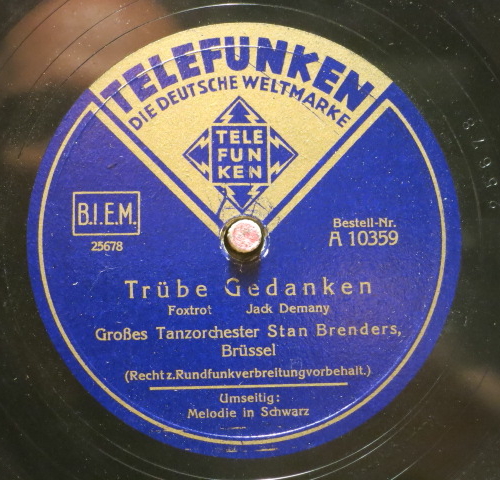 TELEFUNKEN
DIE DEUTSCHE WELTMARKE
TELE
FUN
KEN
B.I.E.M.
25678
Bestell-Nr.
A 10359
Trübe Gedanken
Foxtrot Jack Demany
Großes Tanzorchester Stan Brenders,
Brüssel
(Recht z.Rundfunkverbreitungvorbehalt.)
Umseitig:
Melodie in Schwarz